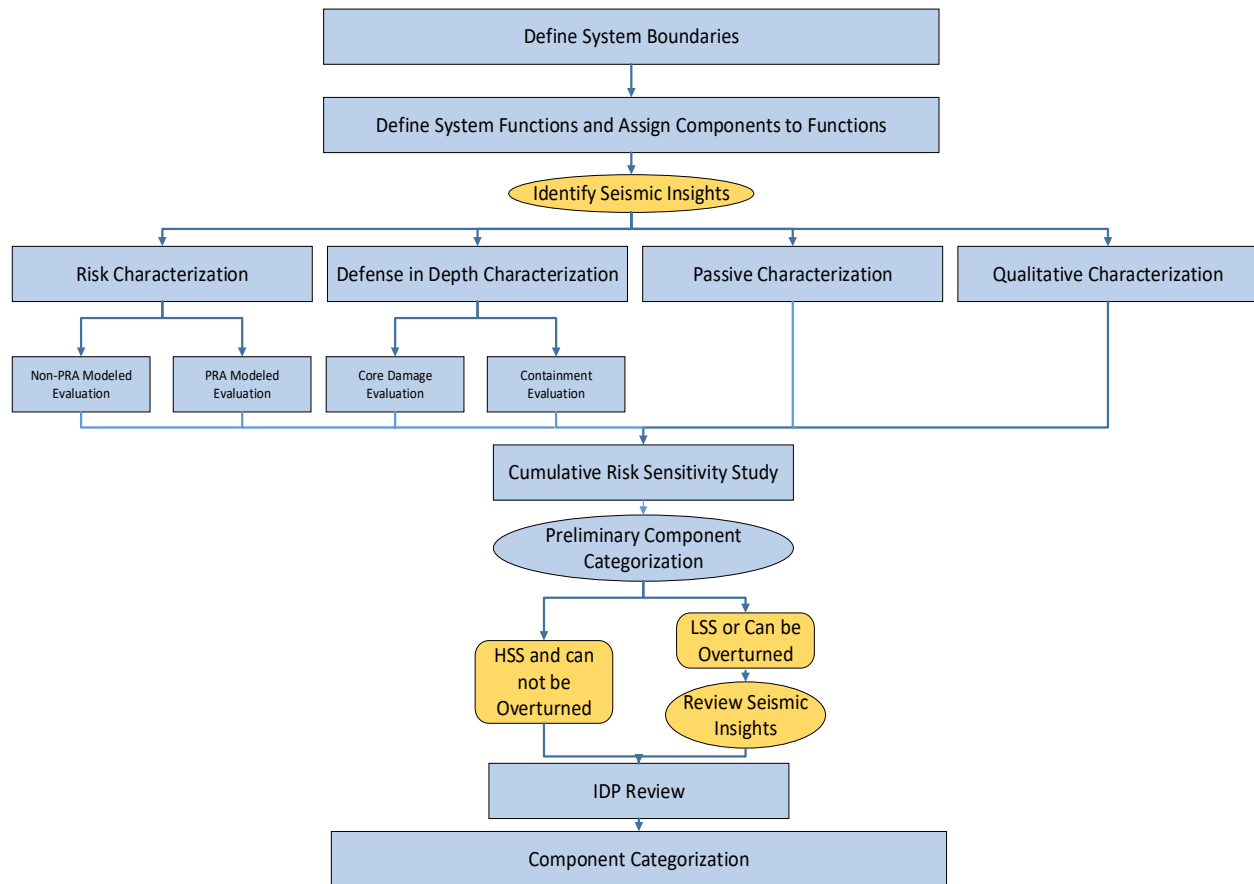 Define System Boundaries
Define System Functions and Assign Components to Functions
Identify Seismic Insights
Risk Characterization
Defense in Depth Characterization
Passive Characterization
Qualitative Characterization
Non-PRA Modeled
Evaluation
PRA Modeled
Evaluation
Core Damage
Evaluation
Containment
Evaluation
Cumulative Risk Sensitivity Study
Preliminary Component
Categorization
HSS and can
not be
Overturned
LSS or Can be
Overturned
Review Seismic
Insights
IDP Review
Component Categorization